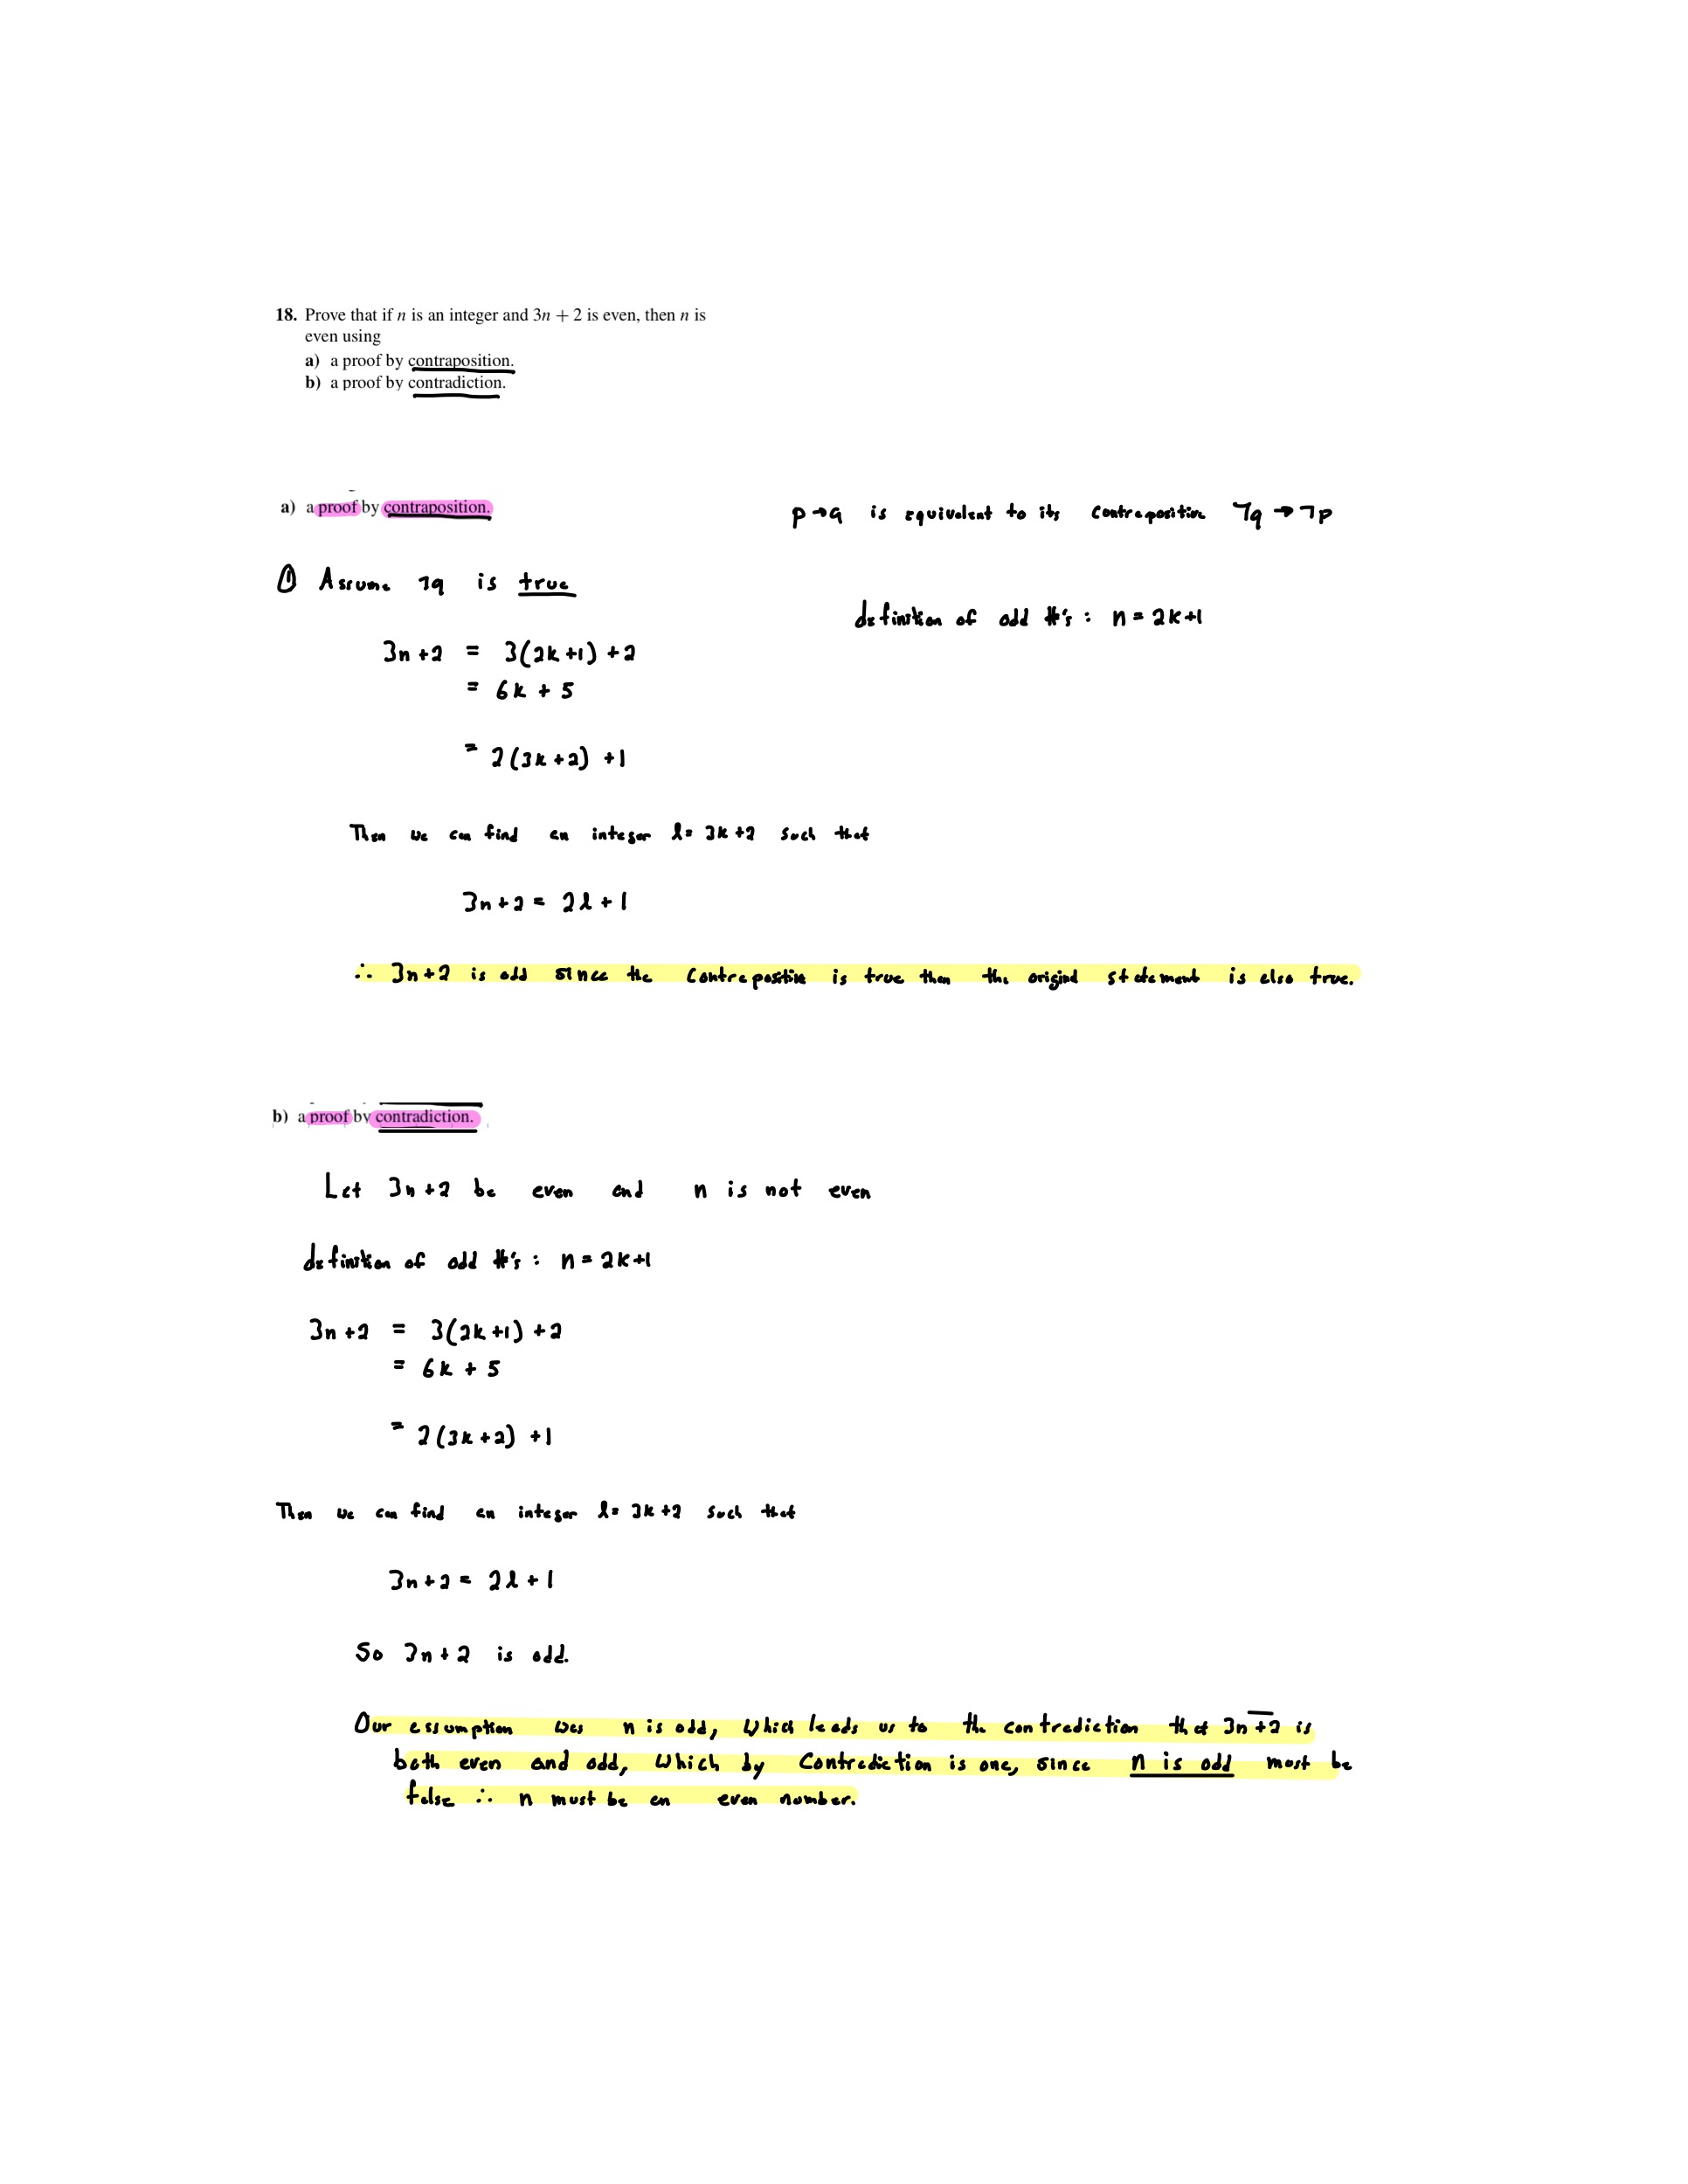 18. Prove that if n is an integer and 3n + 2 is even, then n is
even using
a) a proof by contraposition.
b) a proof by contradiction.
a) a proof by contraposition.
p→q is equivalent to its contrapositive ¬q → ¬p
① Assume ¬q is true
definition of odd #'s : n = 2k+1
3n+2 = 3(2k+1)+2
= 6k + 5
= 2(3k+2) +1
Then we can find an integer l = 3k+2 such that
3n+2 = 2l+1
∴ 3n+2 is odd since the contrapositive is true then the original statement is also true.
b) a proof by contradiction.
Let 3n+2 be even and n is not even
definition of odd #'s : n = 2k+1
3n+2 = 3(2k+1)+2
= 6k + 5
= 2(3k+2) +1
Then we can find an integer l = 3k+2 such that
3n+2 = 2l+1
So 3n+2 is odd.
Our assumption was n is odd, which leads us to the contradiction that 3n+2 is
both even and odd, which by contradiction is one, since n is odd must be
false ∴ n must be an even number.